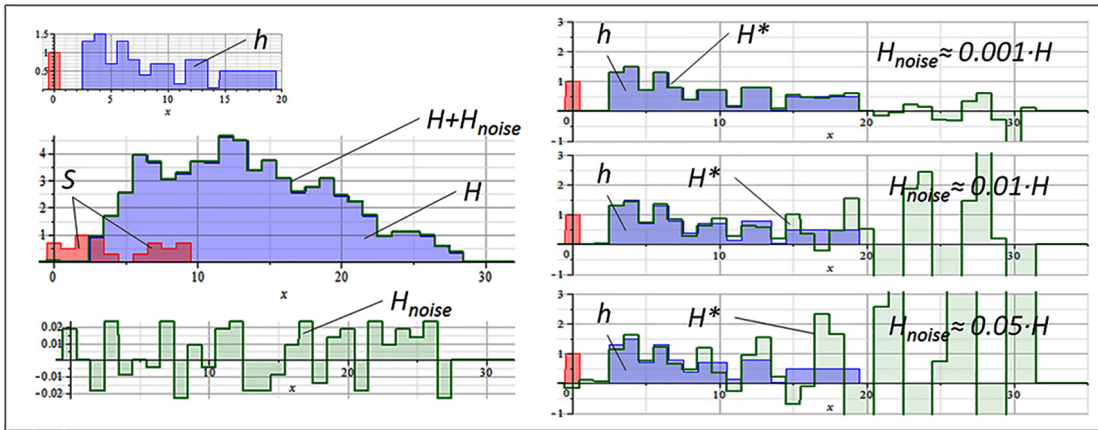 1.5
1
0.5
h
0 5 10 15 20
x
4
3
2
1
S
H+H_noise
H
0 10 20 30
x
0.02
0.01
0
-0.01
-0.02
H_noise
10 20 30
x
3
2
1
-1
h
H*
H_noise ≈ 0.001·H
0 10 20 30
x
3
2
1
-1
h
H*
H_noise ≈ 0.01·H
0 10 20 30
x
3
2
1
-1
h
H*
H_noise ≈ 0.05·H
0 10 20 30
x